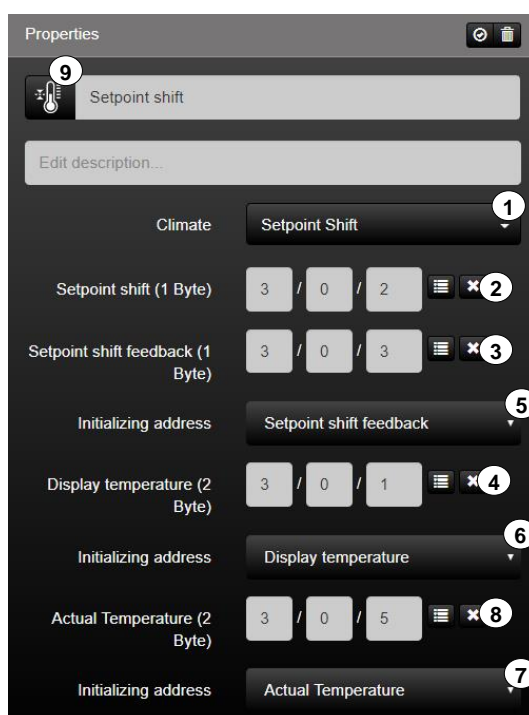 Properties
9
Setpoint shift
Edit description...
1
Climate Setpoint Shift
Setpoint shift (1 Byte) 3 / 0 / 2 2
Setpoint shift feedback (1 Byte) 3 / 0 / 3 3
5
Initializing address Setpoint shift feedback
Display temperature (2 Byte) 3 / 0 / 1 4
6
Initializing address Display temperature
Actual Temperature (2 Byte) 3 / 0 / 5 8
7
Initializing address Actual Temperature